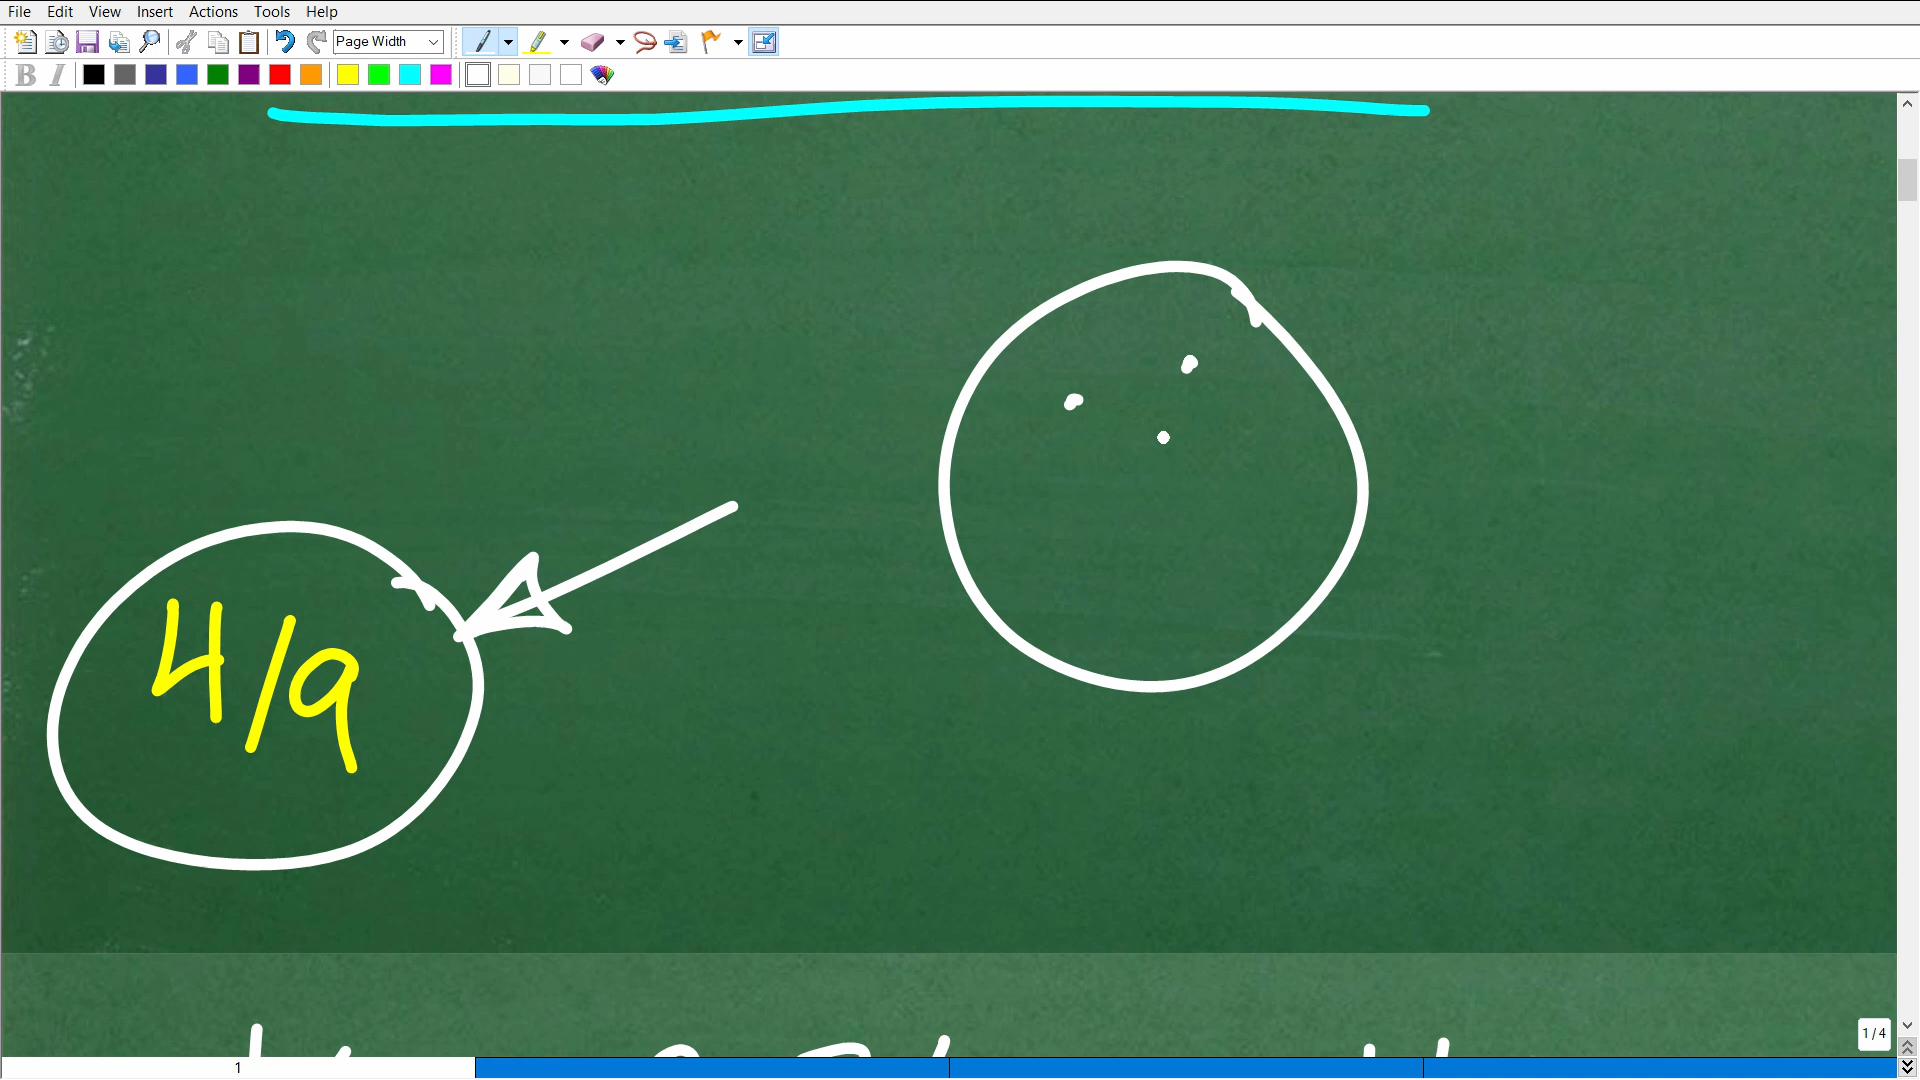 File Edit View Insert Actions Tools Help
Page Width
B I
4/9
1 / 4
1